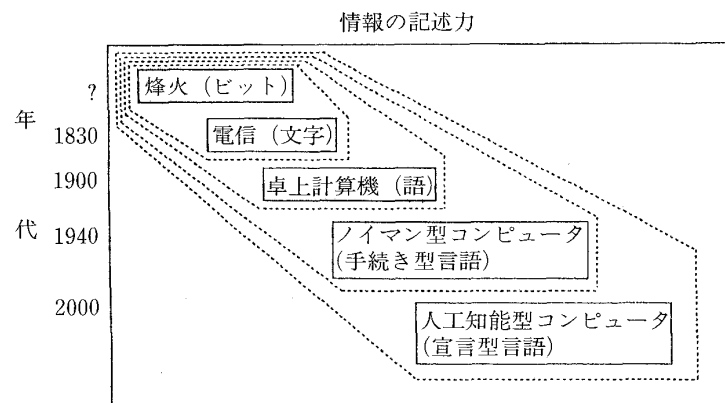 情報の記述力
?
烽火(ビット)
年
1830
電信(文字)
1900
卓上計算機(語)
代
1940
ノイマン型コンピュータ
(手続き型言語)
2000
人工知能型コンピュータ
(宣言型言語)